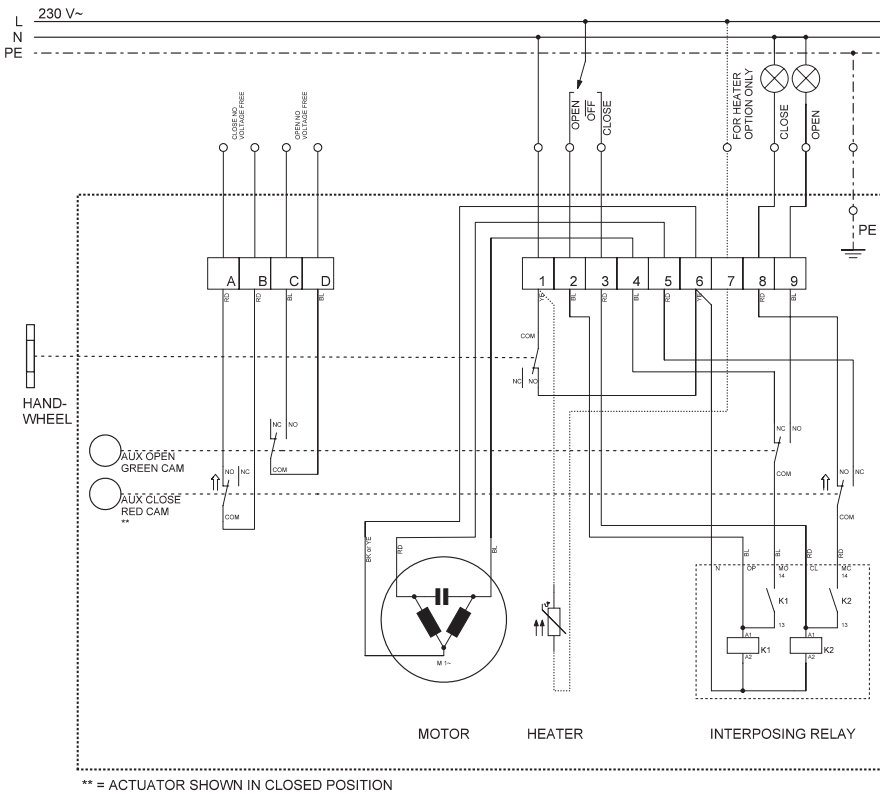 230 V~
L
N
PE
CLOSE NO
VOLTAGE FREE
OPEN NO
VOLTAGE FREE
OPEN
OFF
CLOSE
FOR HEATER
OPTION ONLY
CLOSE
OPEN
PE
A B C D
1 2 3 4 5 6 7 8 9
RD RD BL BL
YE BL RD BL RD YE RD BL
COM
NC NO
HAND-
WHEEL
NC NO
COM
NC NO
COM
AUX OPEN
GREEN CAM
NO NC
COM
NO NC
COM
AUX CLOSE
RED CAM
**
BK or YE
RD
BL
BL
BL
RD
RD
N OP MO CL MC
14 14
K1 K2
13 13
A1 A1
K1 K2
A2 A2
M 1~
MOTOR
HEATER
INTERPOSING RELAY
** = ACTUATOR SHOWN IN CLOSED POSITION